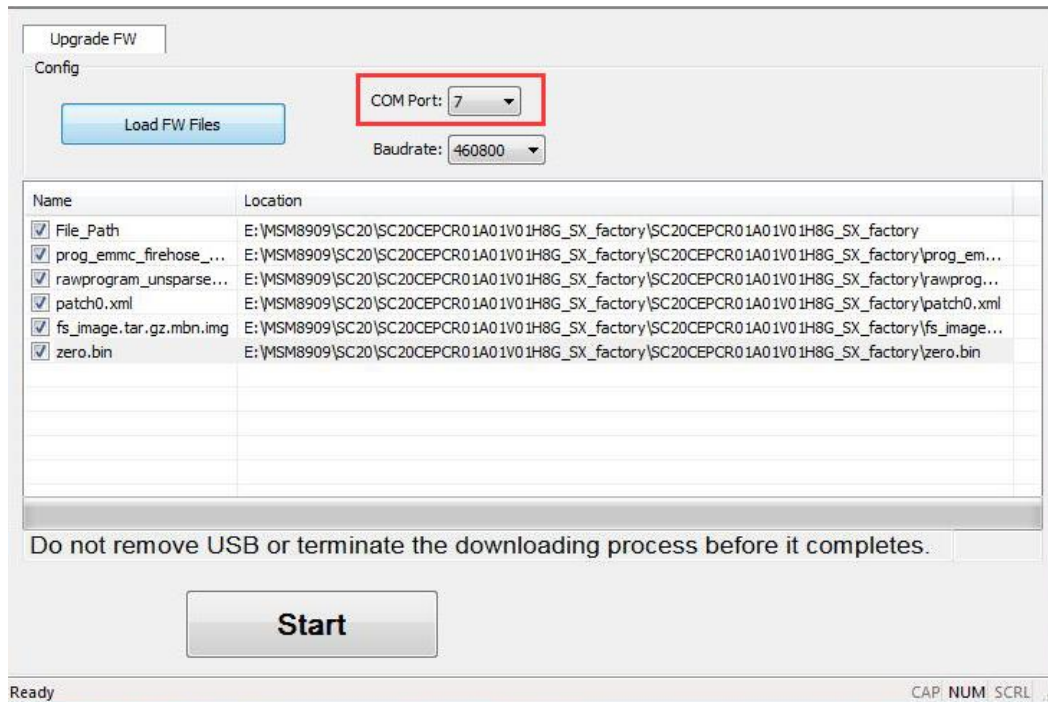 Upgrade FW
Config
Load FW Files
COM Port: 7
Baudrate: 460800
Name Location
File_Path E:\MSM8909\SC20\SC20CEPCR01A01V01H8G_SX_factory\SC20CEPCR01A01V01H8G_SX_factory
prog_emmc_firehose_... E:\MSM8909\SC20\SC20CEPCR01A01V01H8G_SX_factory\SC20CEPCR01A01V01H8G_SX_factory\prog_em...
rawprogram_unsparse... E:\MSM8909\SC20\SC20CEPCR01A01V01H8G_SX_factory\SC20CEPCR01A01V01H8G_SX_factory\rawprog...
patch0.xml E:\MSM8909\SC20\SC20CEPCR01A01V01H8G_SX_factory\SC20CEPCR01A01V01H8G_SX_factory\patch0.xml
fs_image.tar.gz.mbn.img E:\MSM8909\SC20\SC20CEPCR01A01V01H8G_SX_factory\SC20CEPCR01A01V01H8G_SX_factory\fs_image...
zero.bin E:\MSM8909\SC20\SC20CEPCR01A01V01H8G_SX_factory\SC20CEPCR01A01V01H8G_SX_factory\zero.bin
Do not remove USB or terminate the downloading process before it completes.
Start
Ready CAP NUM SCRL